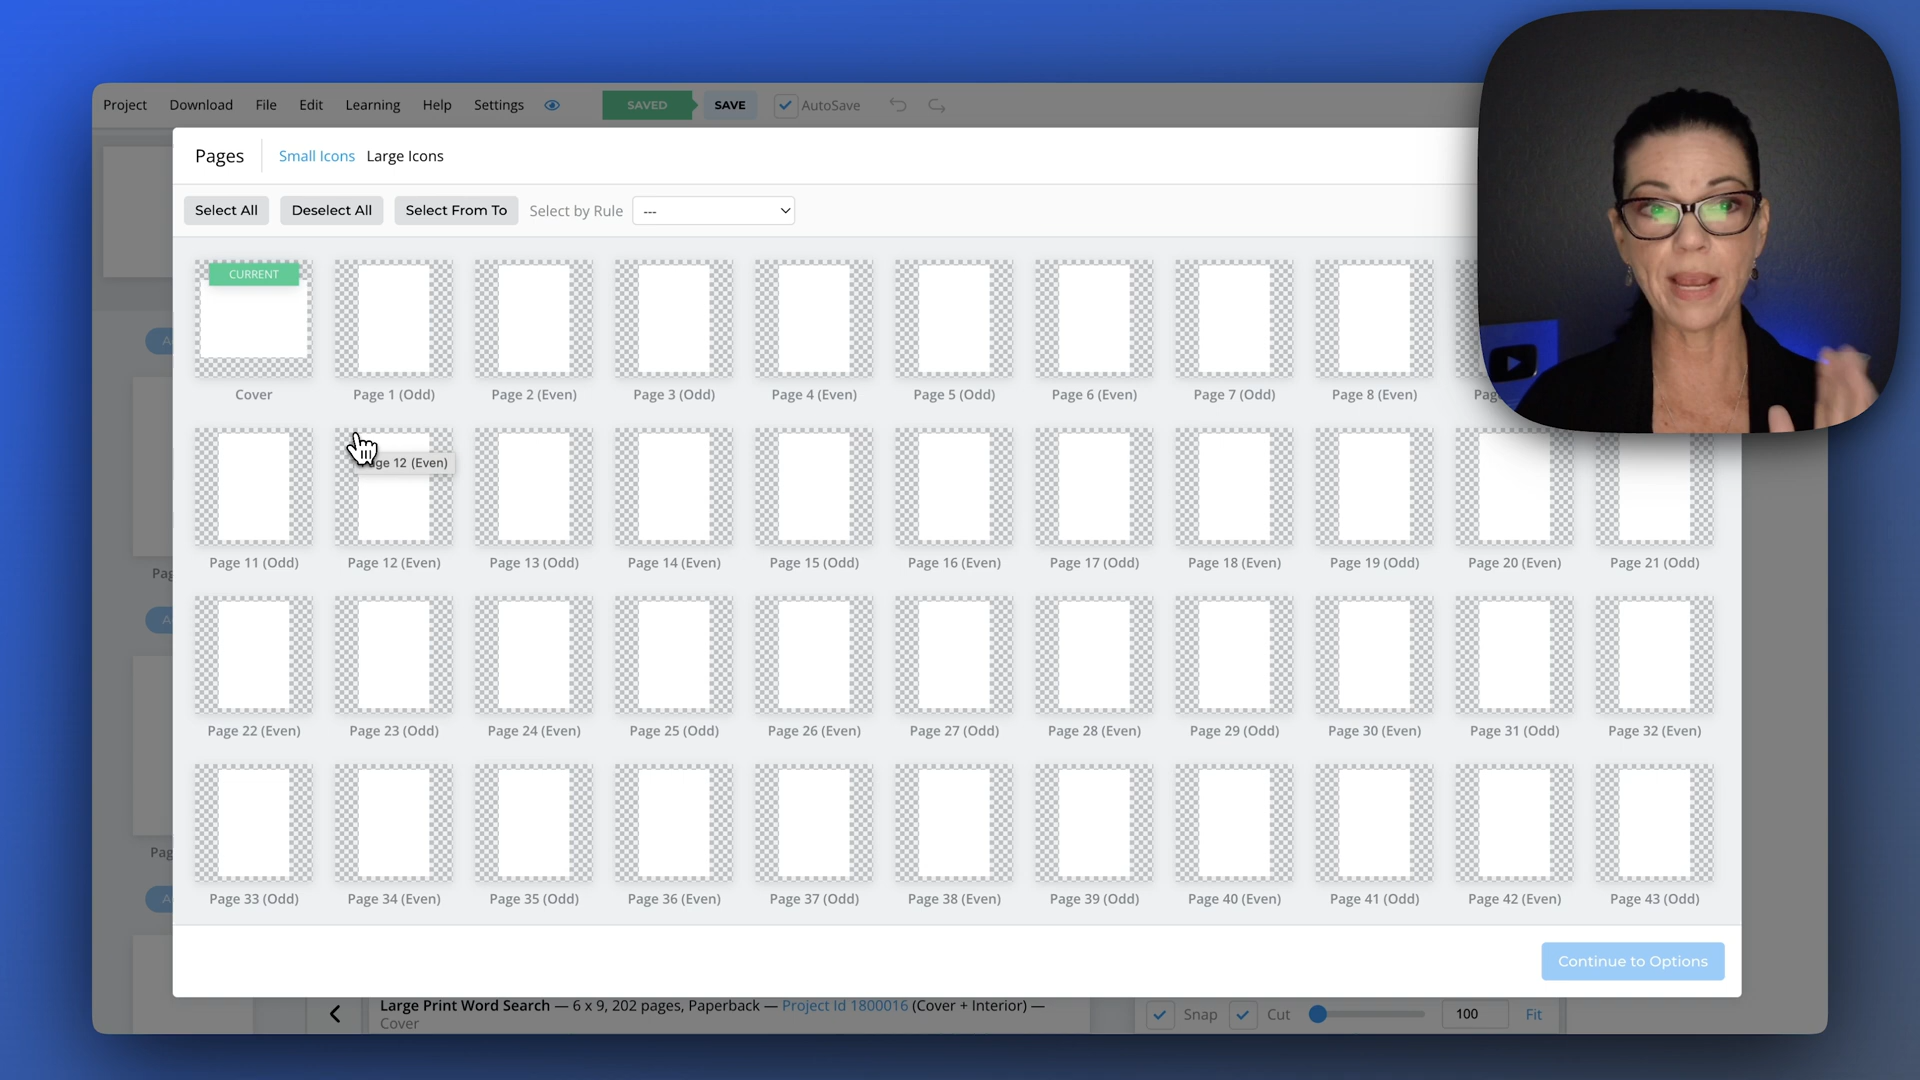 Project Download File Edit Learning Help Settings SAVED SAVE AutoSave
Pages Small Icons Large Icons
Select All Deselect All Select From To Select by Rule ---
CURRENT
Cover Page 1 (Odd) Page 2 (Even) Page 3 (Odd) Page 4 (Even) Page 5 (Odd) Page 6 (Even) Page 7 (Odd) Page 8 (Even)
Page 12 (Even)
Page 11 (Odd) Page 12 (Even) Page 13 (Odd) Page 14 (Even) Page 15 (Odd) Page 16 (Even) Page 17 (Odd) Page 18 (Even) Page 19 (Odd) Page 20 (Even) Page 21 (Odd)
Page 22 (Even) Page 23 (Odd) Page 24 (Even) Page 25 (Odd) Page 26 (Even) Page 27 (Odd) Page 28 (Even) Page 29 (Odd) Page 30 (Even) Page 31 (Odd) Page 32 (Even)
Page 33 (Odd) Page 34 (Even) Page 35 (Odd) Page 36 (Even) Page 37 (Odd) Page 38 (Even) Page 39 (Odd) Page 40 (Even) Page 41 (Odd) Page 42 (Even) Page 43 (Odd)
Continue to Options
Large Print Word Search — 6 x 9, 202 pages, Paperback — Project Id 1800016 (Cover + Interior) —
Cover
Snap Cut 100 Fit